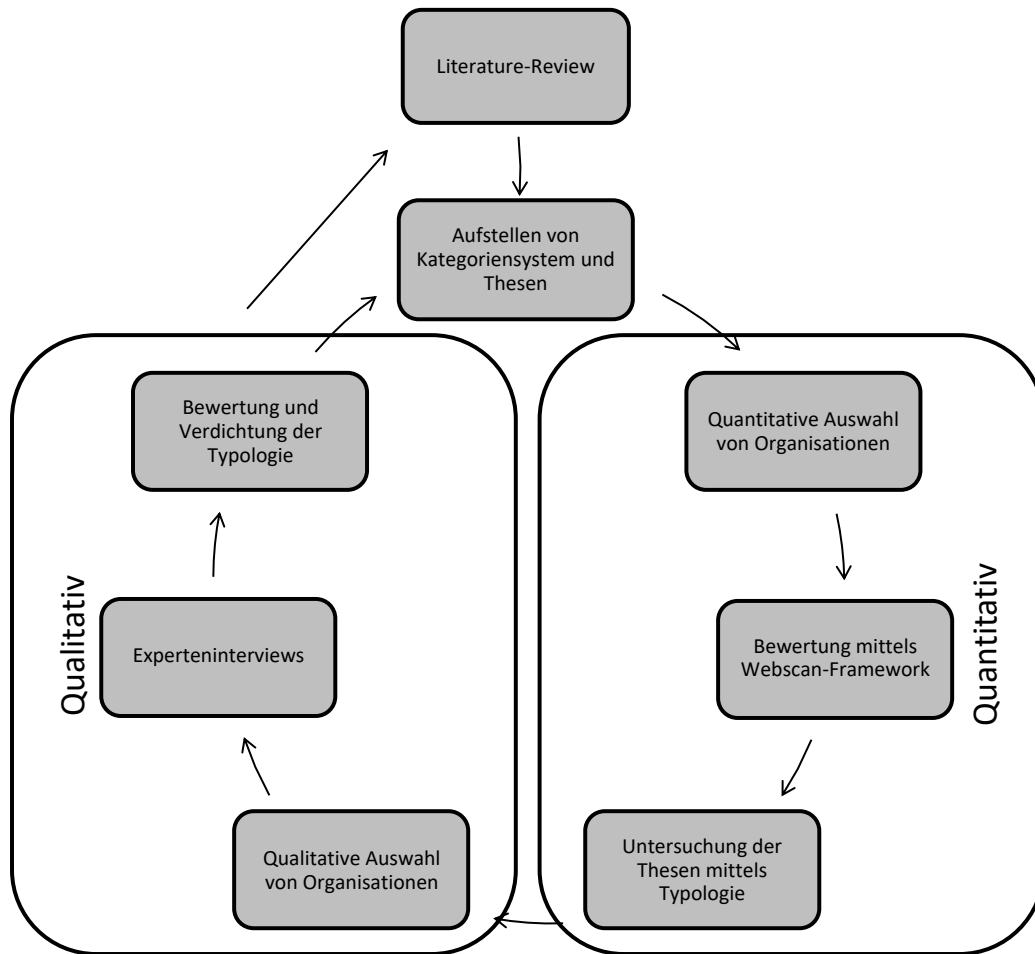 Literature-Review
Aufstellen von
Kategoriensystem und
Thesen
Bewertung und
Verdichtung der
Typologie
Quantitative Auswahl
von Organisationen
Qualitativ
Experteninterviews
Bewertung mittels
Webscan-Framework
Quantitativ
Qualitative Auswahl
von Organisationen
Untersuchung der
Thesen mittels
Typologie